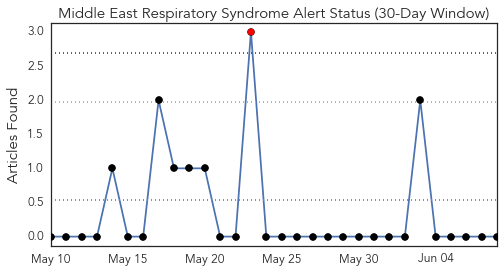 Middle East Respiratory Syndrome Alert Status (30-Day Window)
Articles Found
3.0
2.5
2.0
1.5
1.0
0.5
0.0
May 10 May 15 May 20 May 25 May 30 Jun 04